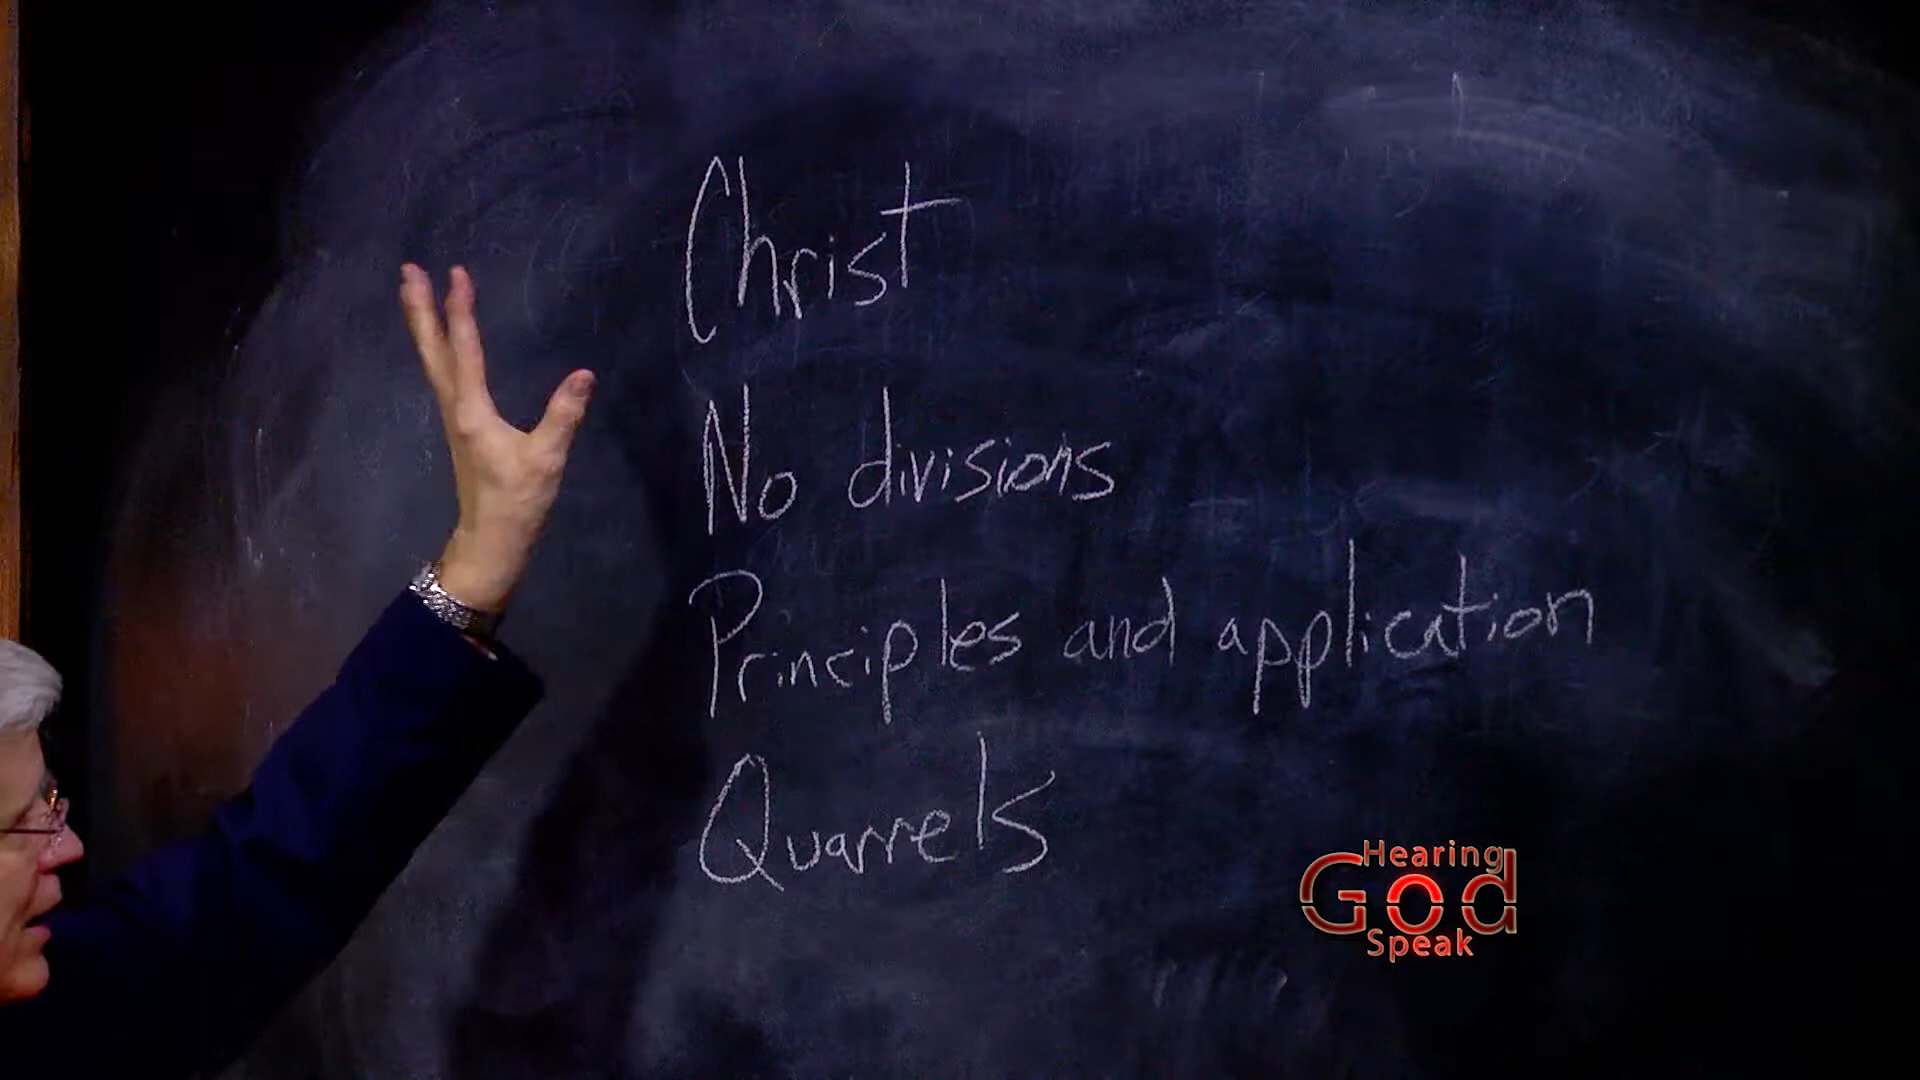 Christ
No divisions
Principles and application
Quarrels
Hearing
God
Speak